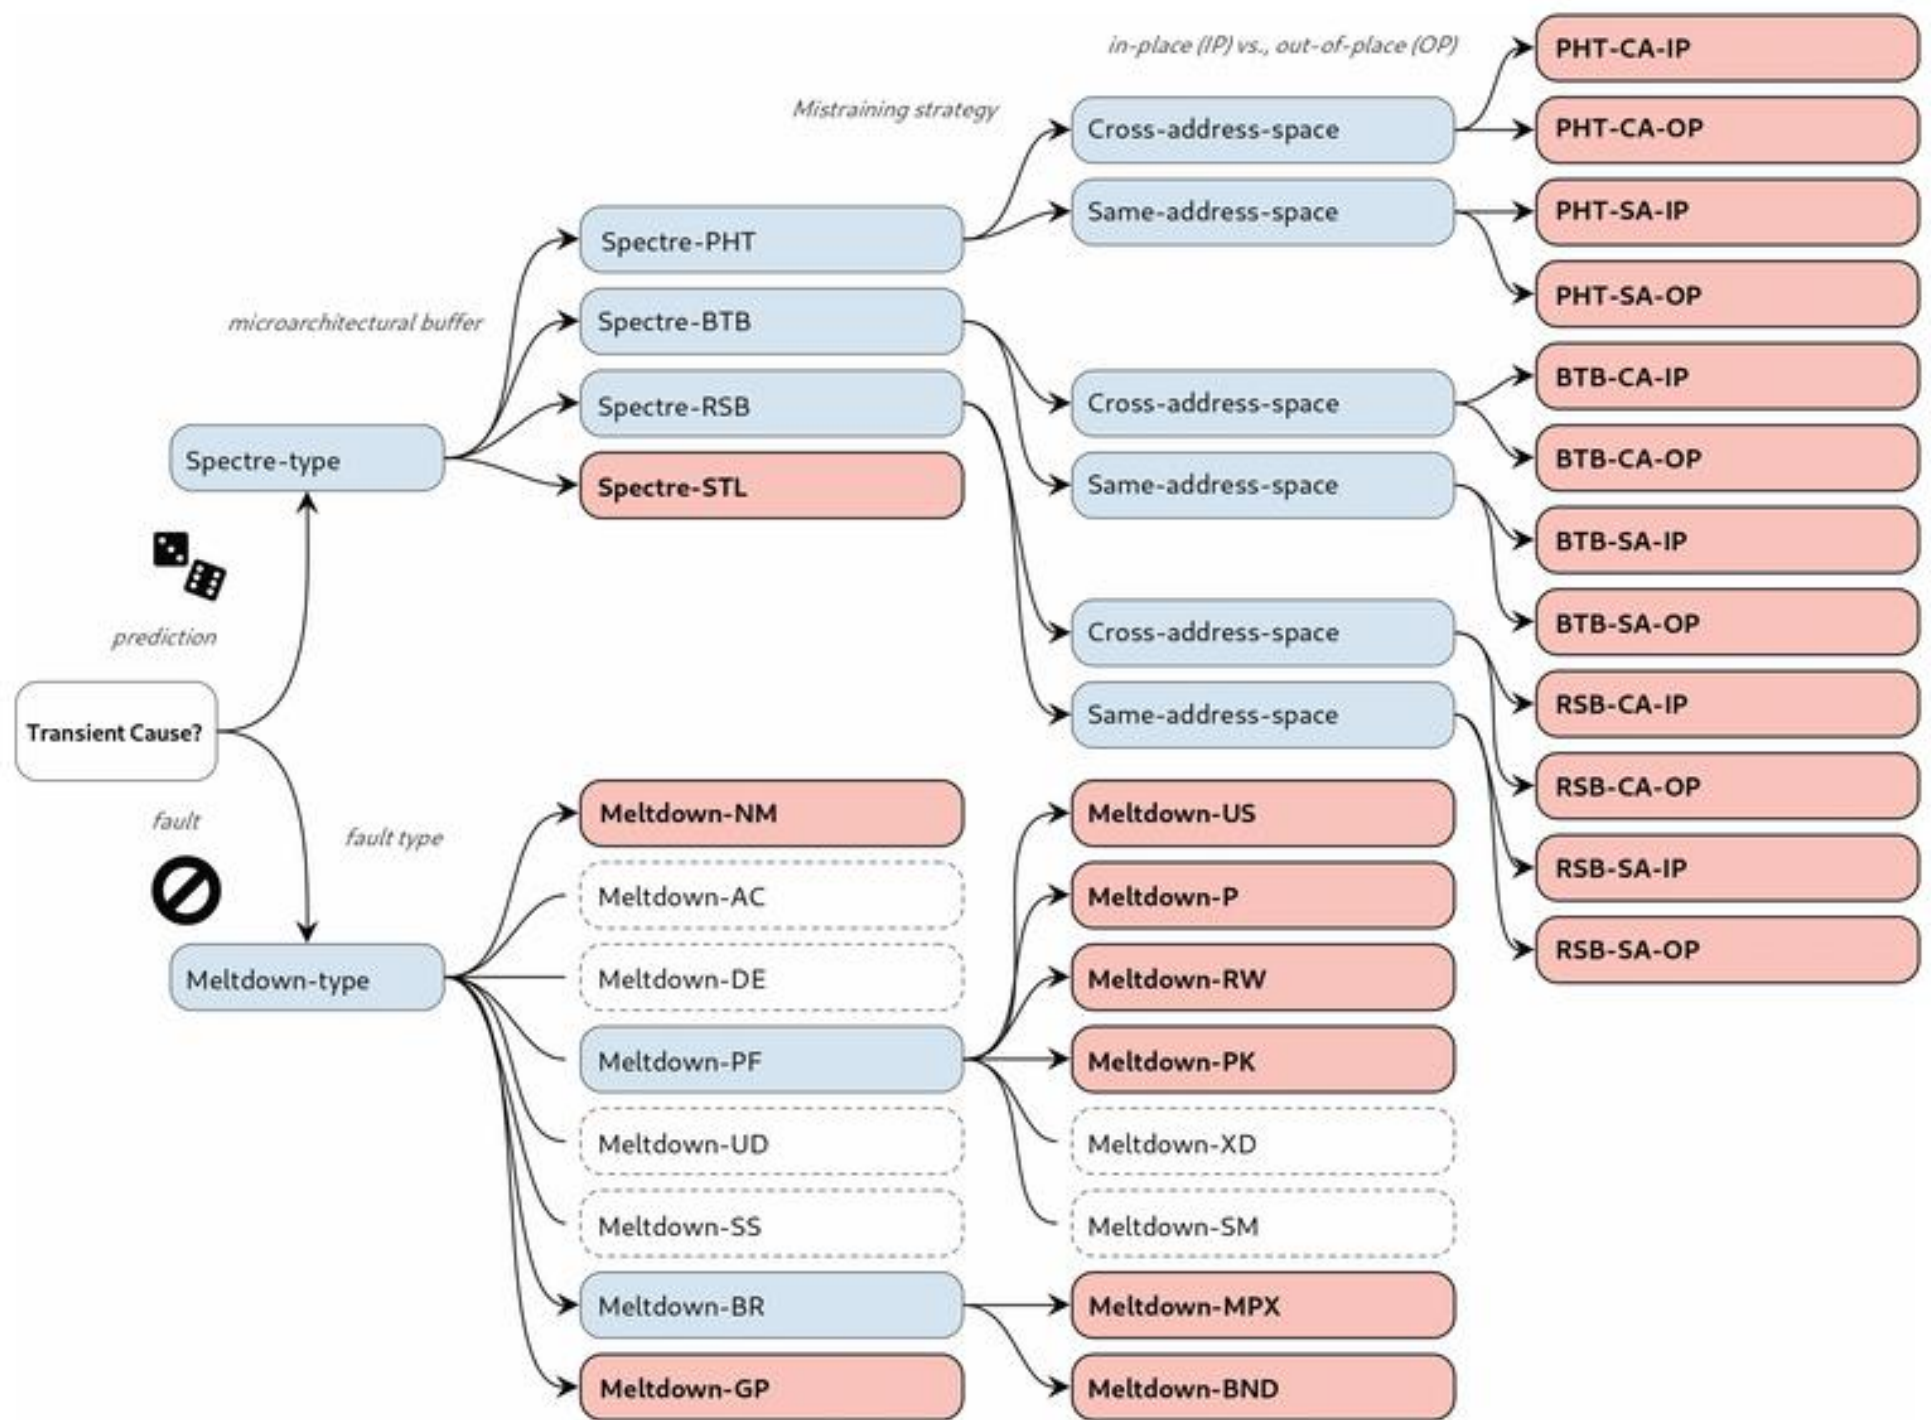 in-place (IP) vs., out-of-place (OP)
PHT-CA-IP
Mistraining strategy
Cross-address-space
PHT-CA-OP
Same-address-space
PHT-SA-IP
Spectre-PHT
PHT-SA-OP
microarchitectural buffer
Spectre-BTB
BTB-CA-IP
Spectre-RSB
Cross-address-space
BTB-CA-OP
Spectre-type
Spectre-STL
Same-address-space
BTB-SA-IP
prediction
Cross-address-space
BTB-SA-OP
Transient Cause?
Same-address-space
RSB-CA-IP
RSB-CA-OP
fault
fault type
Meltdown-NM
Meltdown-US
RSB-SA-IP
Meltdown-AC
Meltdown-P
RSB-SA-OP
Meltdown-type
Meltdown-DE
Meltdown-RW
Meltdown-PF
Meltdown-PK
Meltdown-UD
Meltdown-XD
Meltdown-SS
Meltdown-SM
Meltdown-BR
Meltdown-MPX
Meltdown-GP
Meltdown-BND